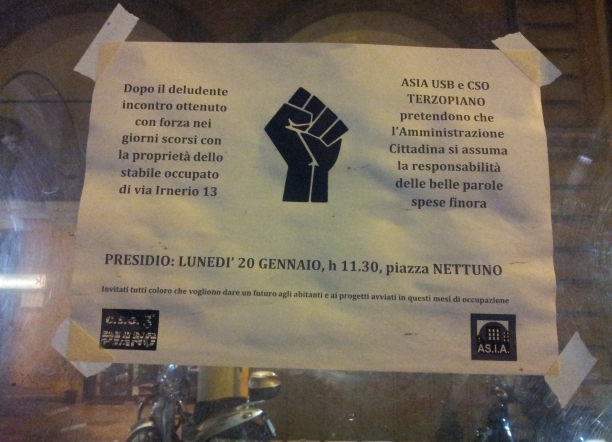 Dopo il deludente
incontro ottenuto
con forza nei
giorni scorsi con
la proprietà dello
stabile occupato
di via Irnerio 13
ASIA USB e CSO
TERZOPIANO
pretendono che
l'Amministrazione
Cittadina si assuma
la responsabilità
delle belle parole
spese finora
PRESIDIO: LUNEDI' 20 GENNAIO, h 11.30, piazza NETTUNO
Invitati tutti coloro che vogliono dare un futuro agli abitanti e ai progetti avviati in questi mesi di occupazione
C.S.O. 3°
PIANO
AS.I.A.